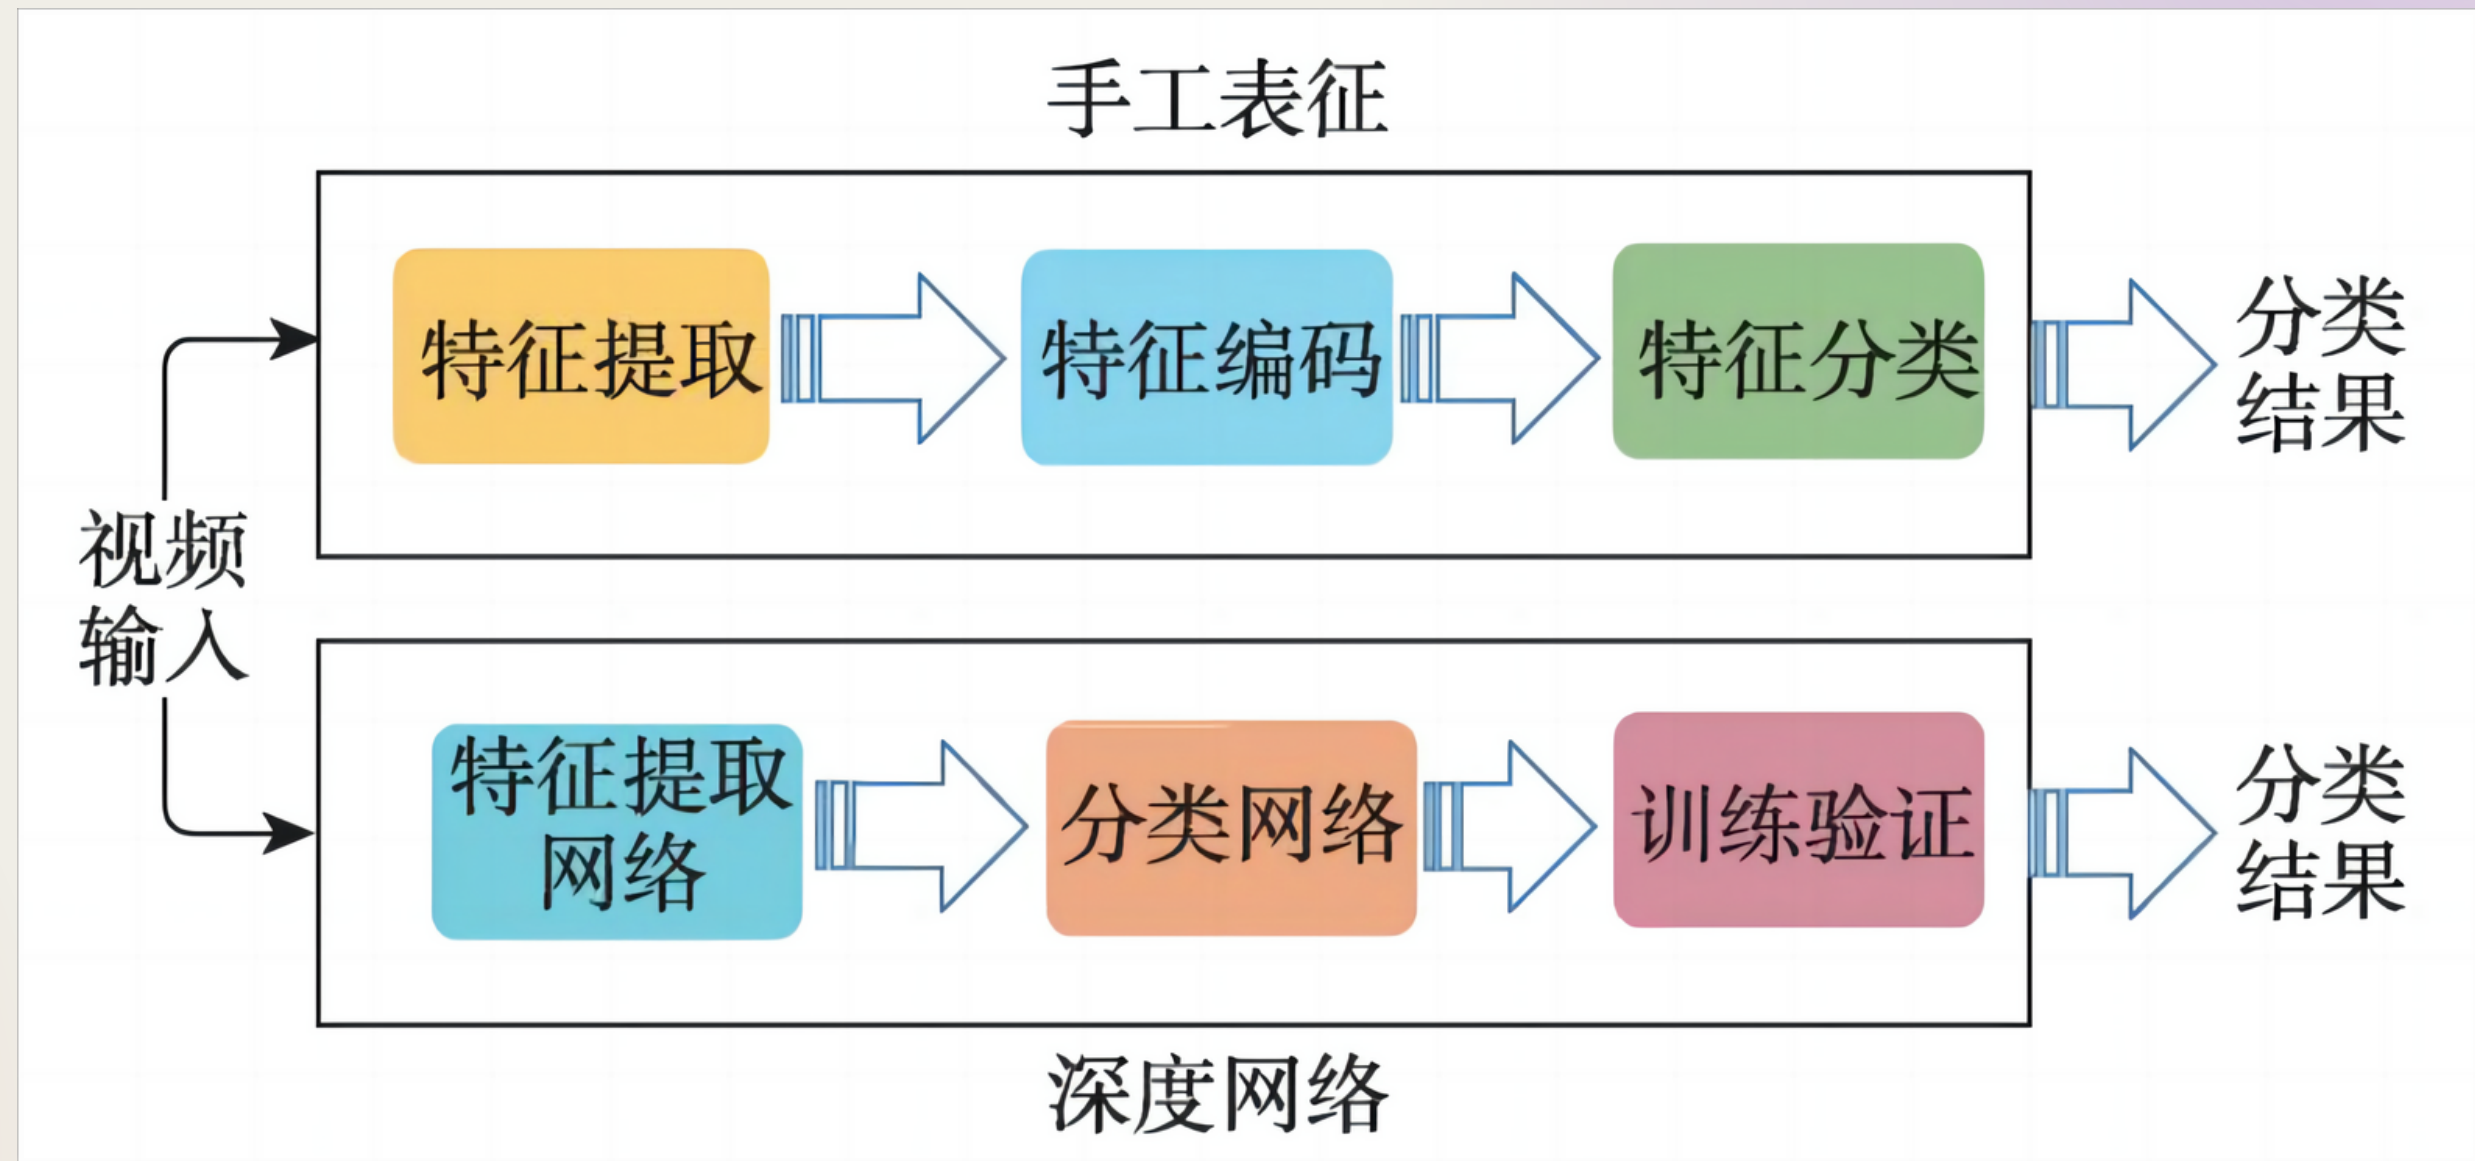 手工表征
特征提取
特征编码
特征分类
分类
结果
视频
输入
特征提取
网络
分类网络
训练验证
分类
结果
深度网络